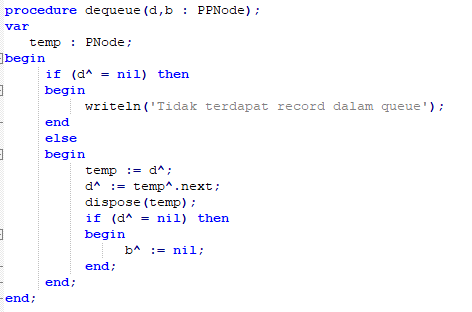 procedure dequeue(d,b : PPNode);
var
   temp : PNode;
begin
     if (d^ = nil) then
     begin
          writeln('Tidak terdapat record dalam queue');
     end
     else
     begin
          temp := d^;
          d^ := temp^.next;
          dispose(temp);
          if (d^ = nil) then
          begin
               b^ := nil;
          end;
     end;
end;